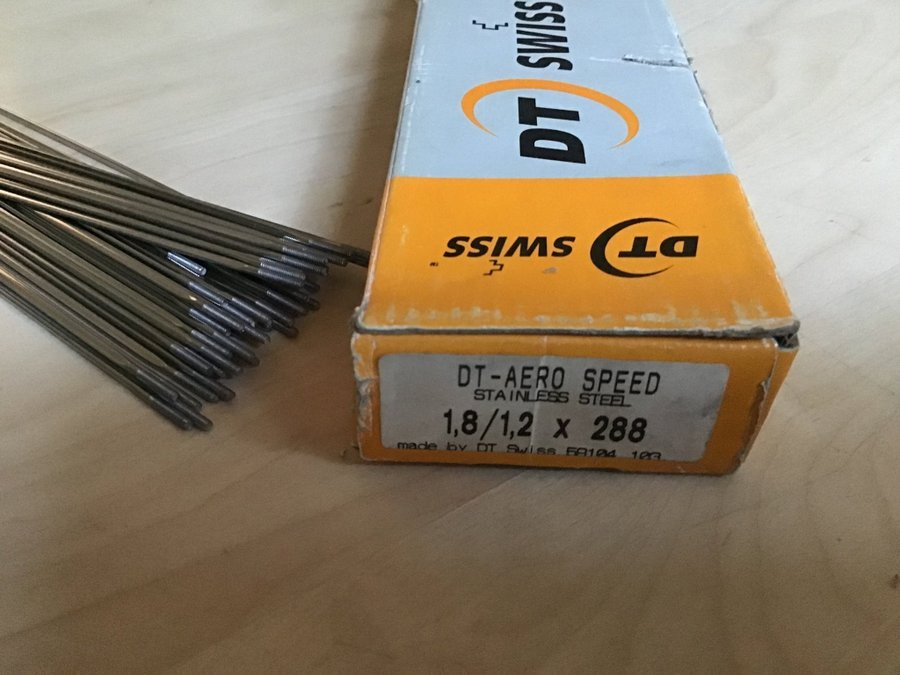 DT SWISS
DT SWISS
DT-AERO SPEED
STAINLESS STEEL
1,8/1,2 x 288
made by DT Swiss